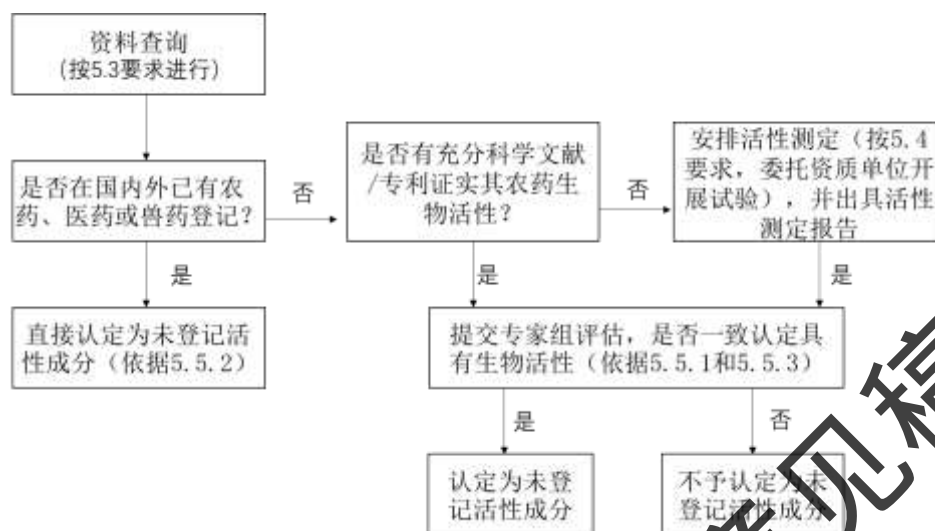 资料查询
(按5.3要求进行)
是否在国内外已有农
药、医药或兽药登记?
否
是否有充分科学文献
/专利证实其农药生
物活性?
否
安排活性测定（按5.4
要求，委托资质单位开
展试验），并出具活性
测定报告
是
是
是
直接认定为未登记活
性成分（依据5.5.2）
提交专家组评估，是否一致认定具
有生物活性（依据5.5.1和5.5.3）
是
否
认定为未登
记活性成分
不予认定为未
登记活性成分
见稿